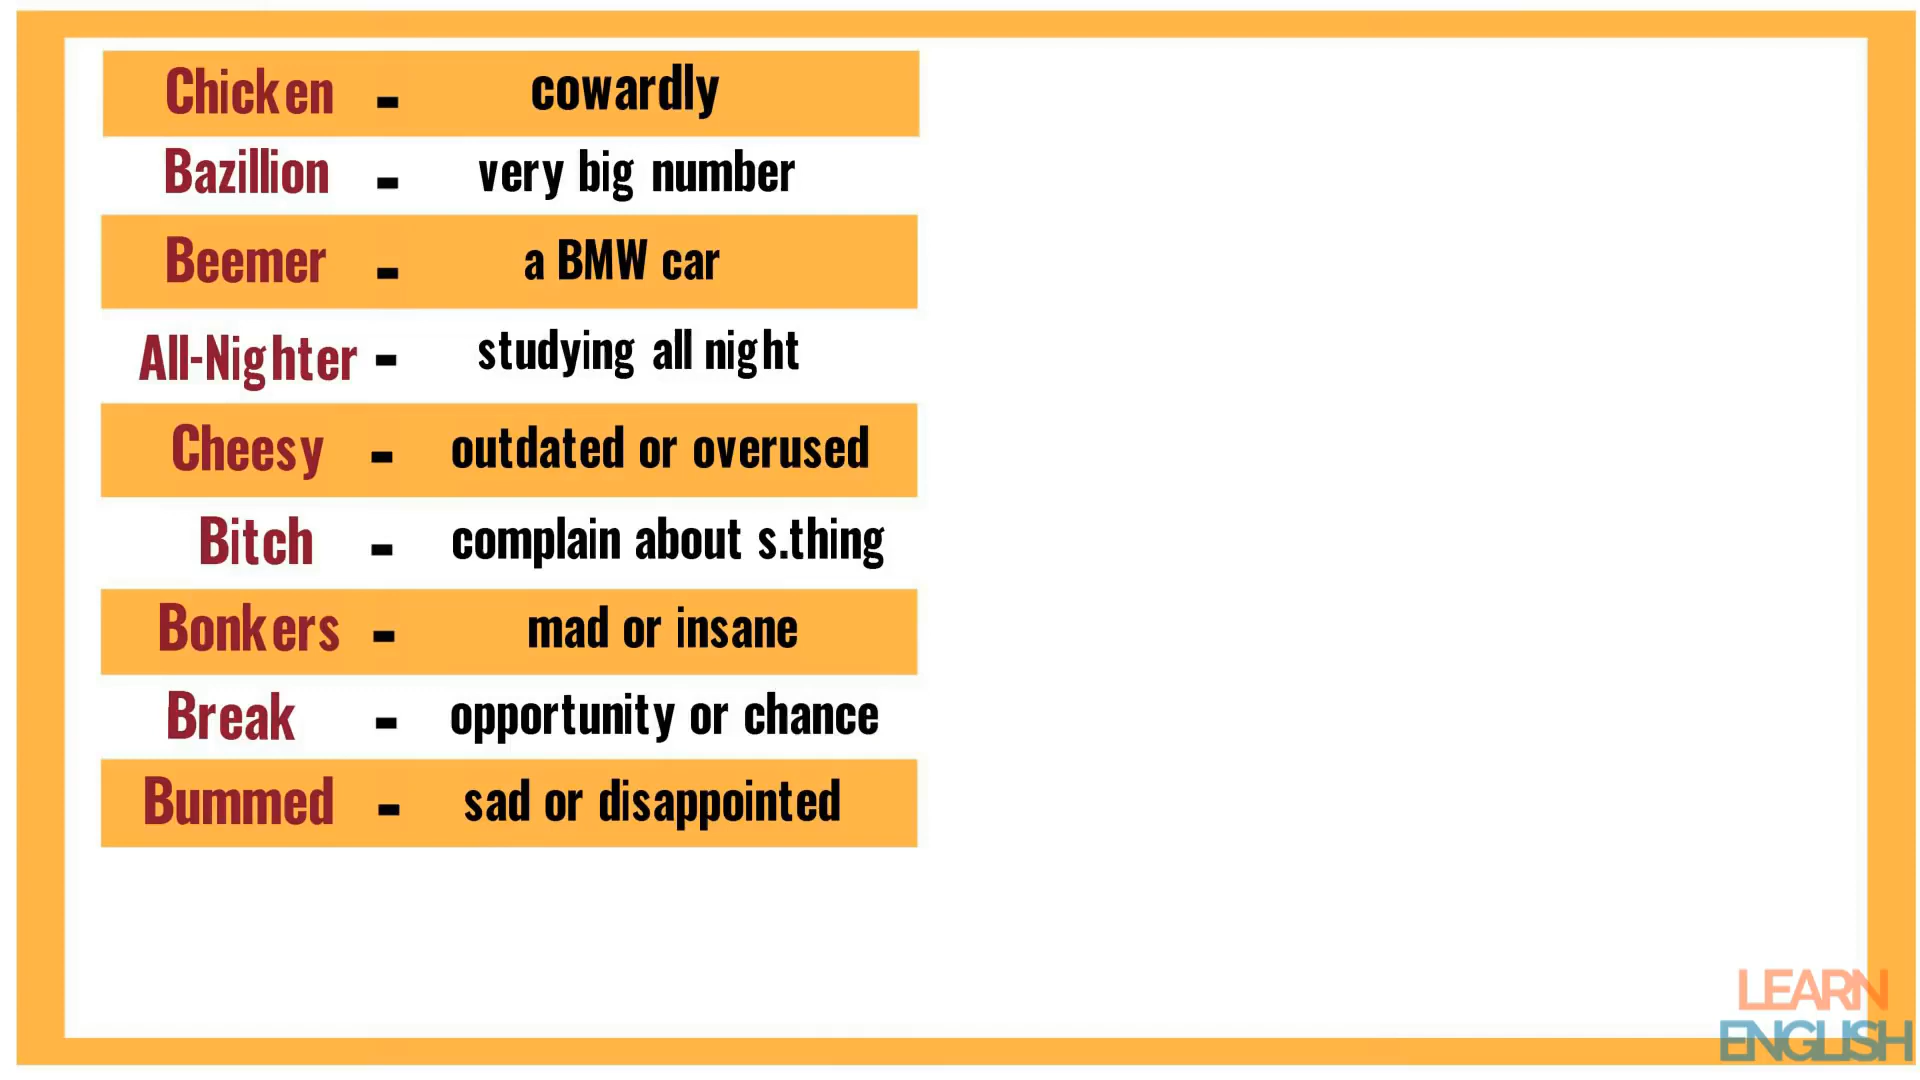 Chicken - cowardly
Bazillion - very big number
Beemer - a BMW car
All-Nighter - studying all night
Cheesy - outdated or overused
Bitch - complain about s.thing
Bonkers - mad or insane
Break - opportunity or chance
Bummed - sad or disappointed
LEARN
ENGLISH